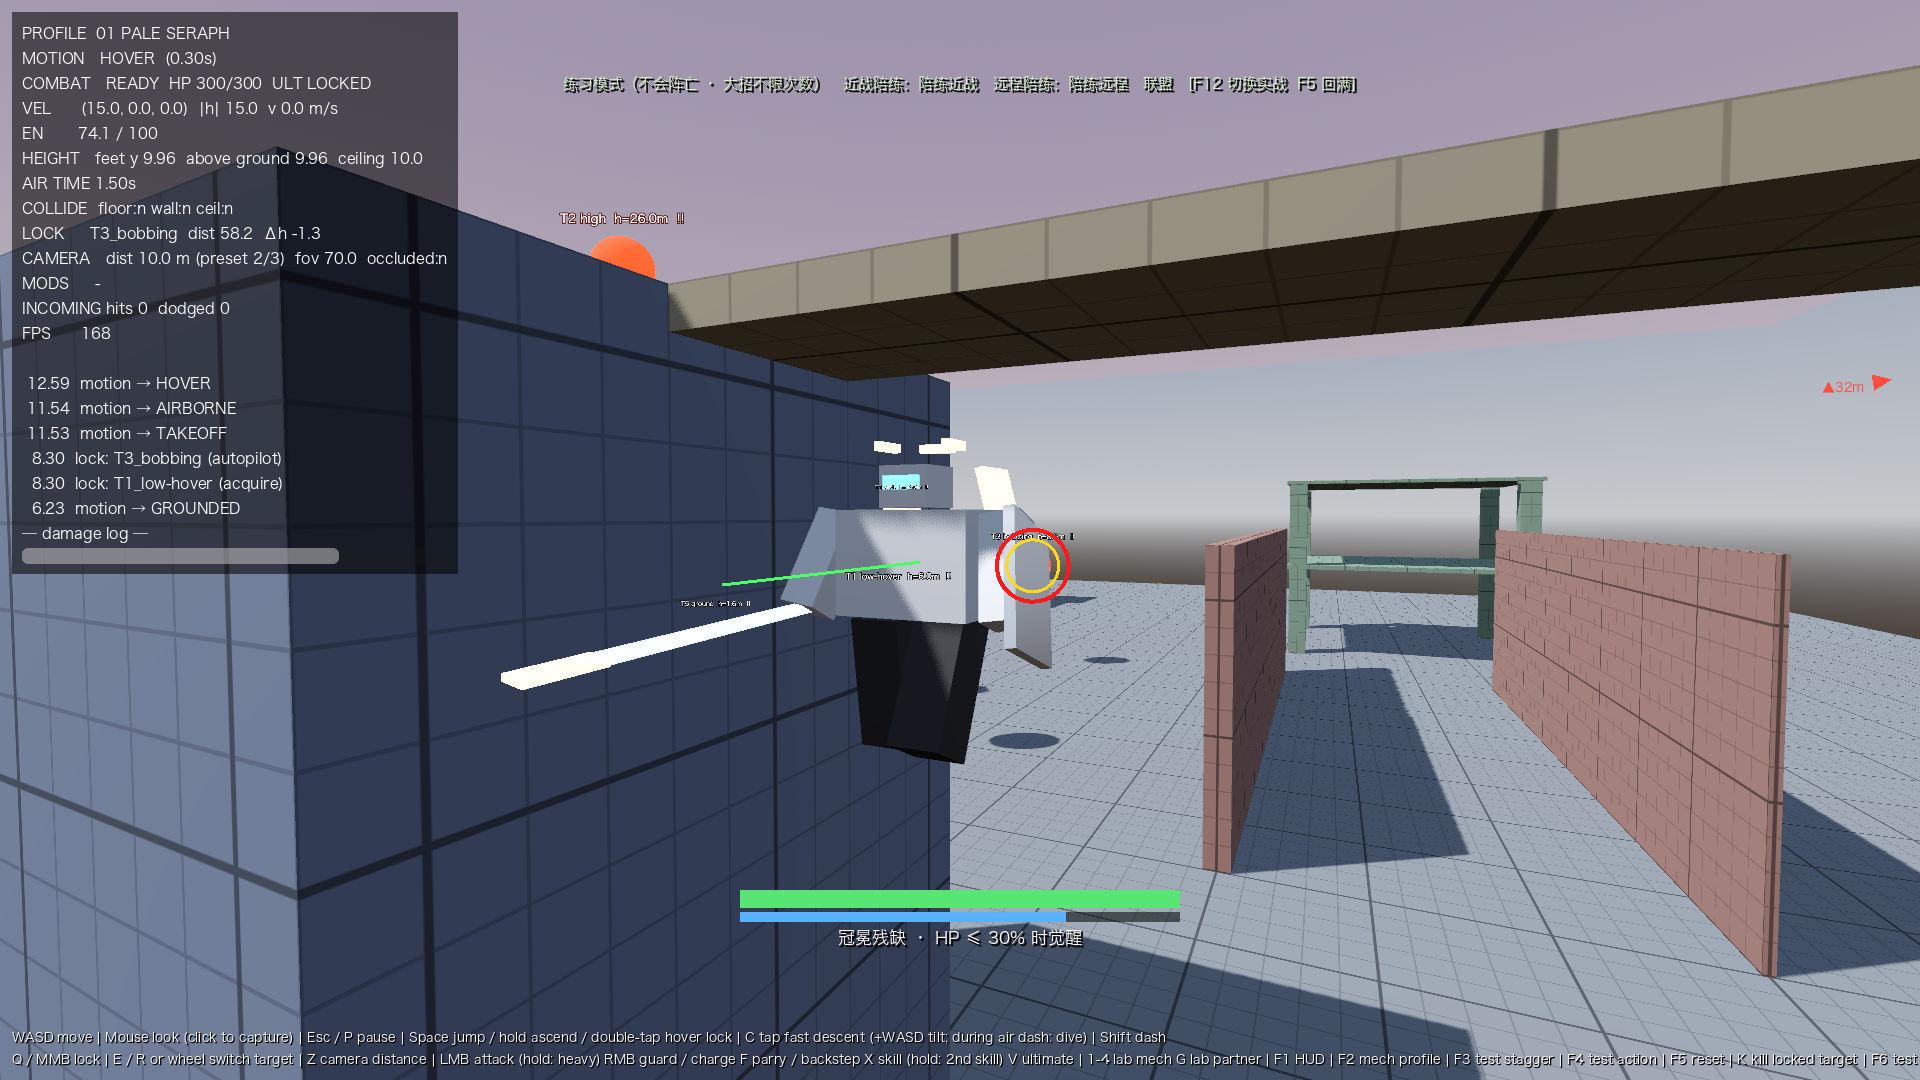 PROFILE 01 PALE SERAPH
MOTION HOVER (0.30s)
COMBAT READY HP 300/300 ULT LOCKED
VEL (15.0, 0.0, 0.0) |h| 15.0 v 0.0 m/s
EN 74.1 / 100
HEIGHT feet y 9.96 above ground 9.96 ceiling 10.0
AIR TIME 1.50s
COLLIDE floor:n wall:n ceil:n
LOCK T3_bobbing dist 58.2 Δh -1.3
CAMERA dist 10.0 m (preset 2/3) fov 70.0 occluded:n
MODS -
INCOMING hits 0 dodged 0
FPS 168
12.59 motion → HOVER
11.54 motion → AIRBORNE
11.53 motion → TAKEOFF
8.30 lock: T3_bobbing (autopilot)
8.30 lock: T1_low-hover (acquire)
6.23 motion → GROUNDED
— damage log —
练习模式（不会阵亡 · 大招不限次数） 近战陪练：陪练近战 远程陪练：陪练远程 联盟 [F12 切换实战 F5 回满]
T2 high h=26.0m !!
▲32m
T1 low-hover !!
T5 ground h=1.6m !!
冠冕残缺 · HP ≤ 30% 时觉醒
WASD move | Mouse look (click to capture) | Esc / P pause | Space jump / hold ascend / double-tap hover lock | C tap fast descent (+WASD tilt; during air dash: dive) | Shift dash
Q / MMB lock | E / R or wheel switch target | Z camera distance | LMB attack (hold: heavy) RMB guard / charge F parry / backstep X skill (hold: 2nd skill) V ultimate | 1-4 lab mech G lab partner | F1 HUD | F2 mech profile | F3 test stagger | F4 test action | F5 reset | K kill locked target | F6 test